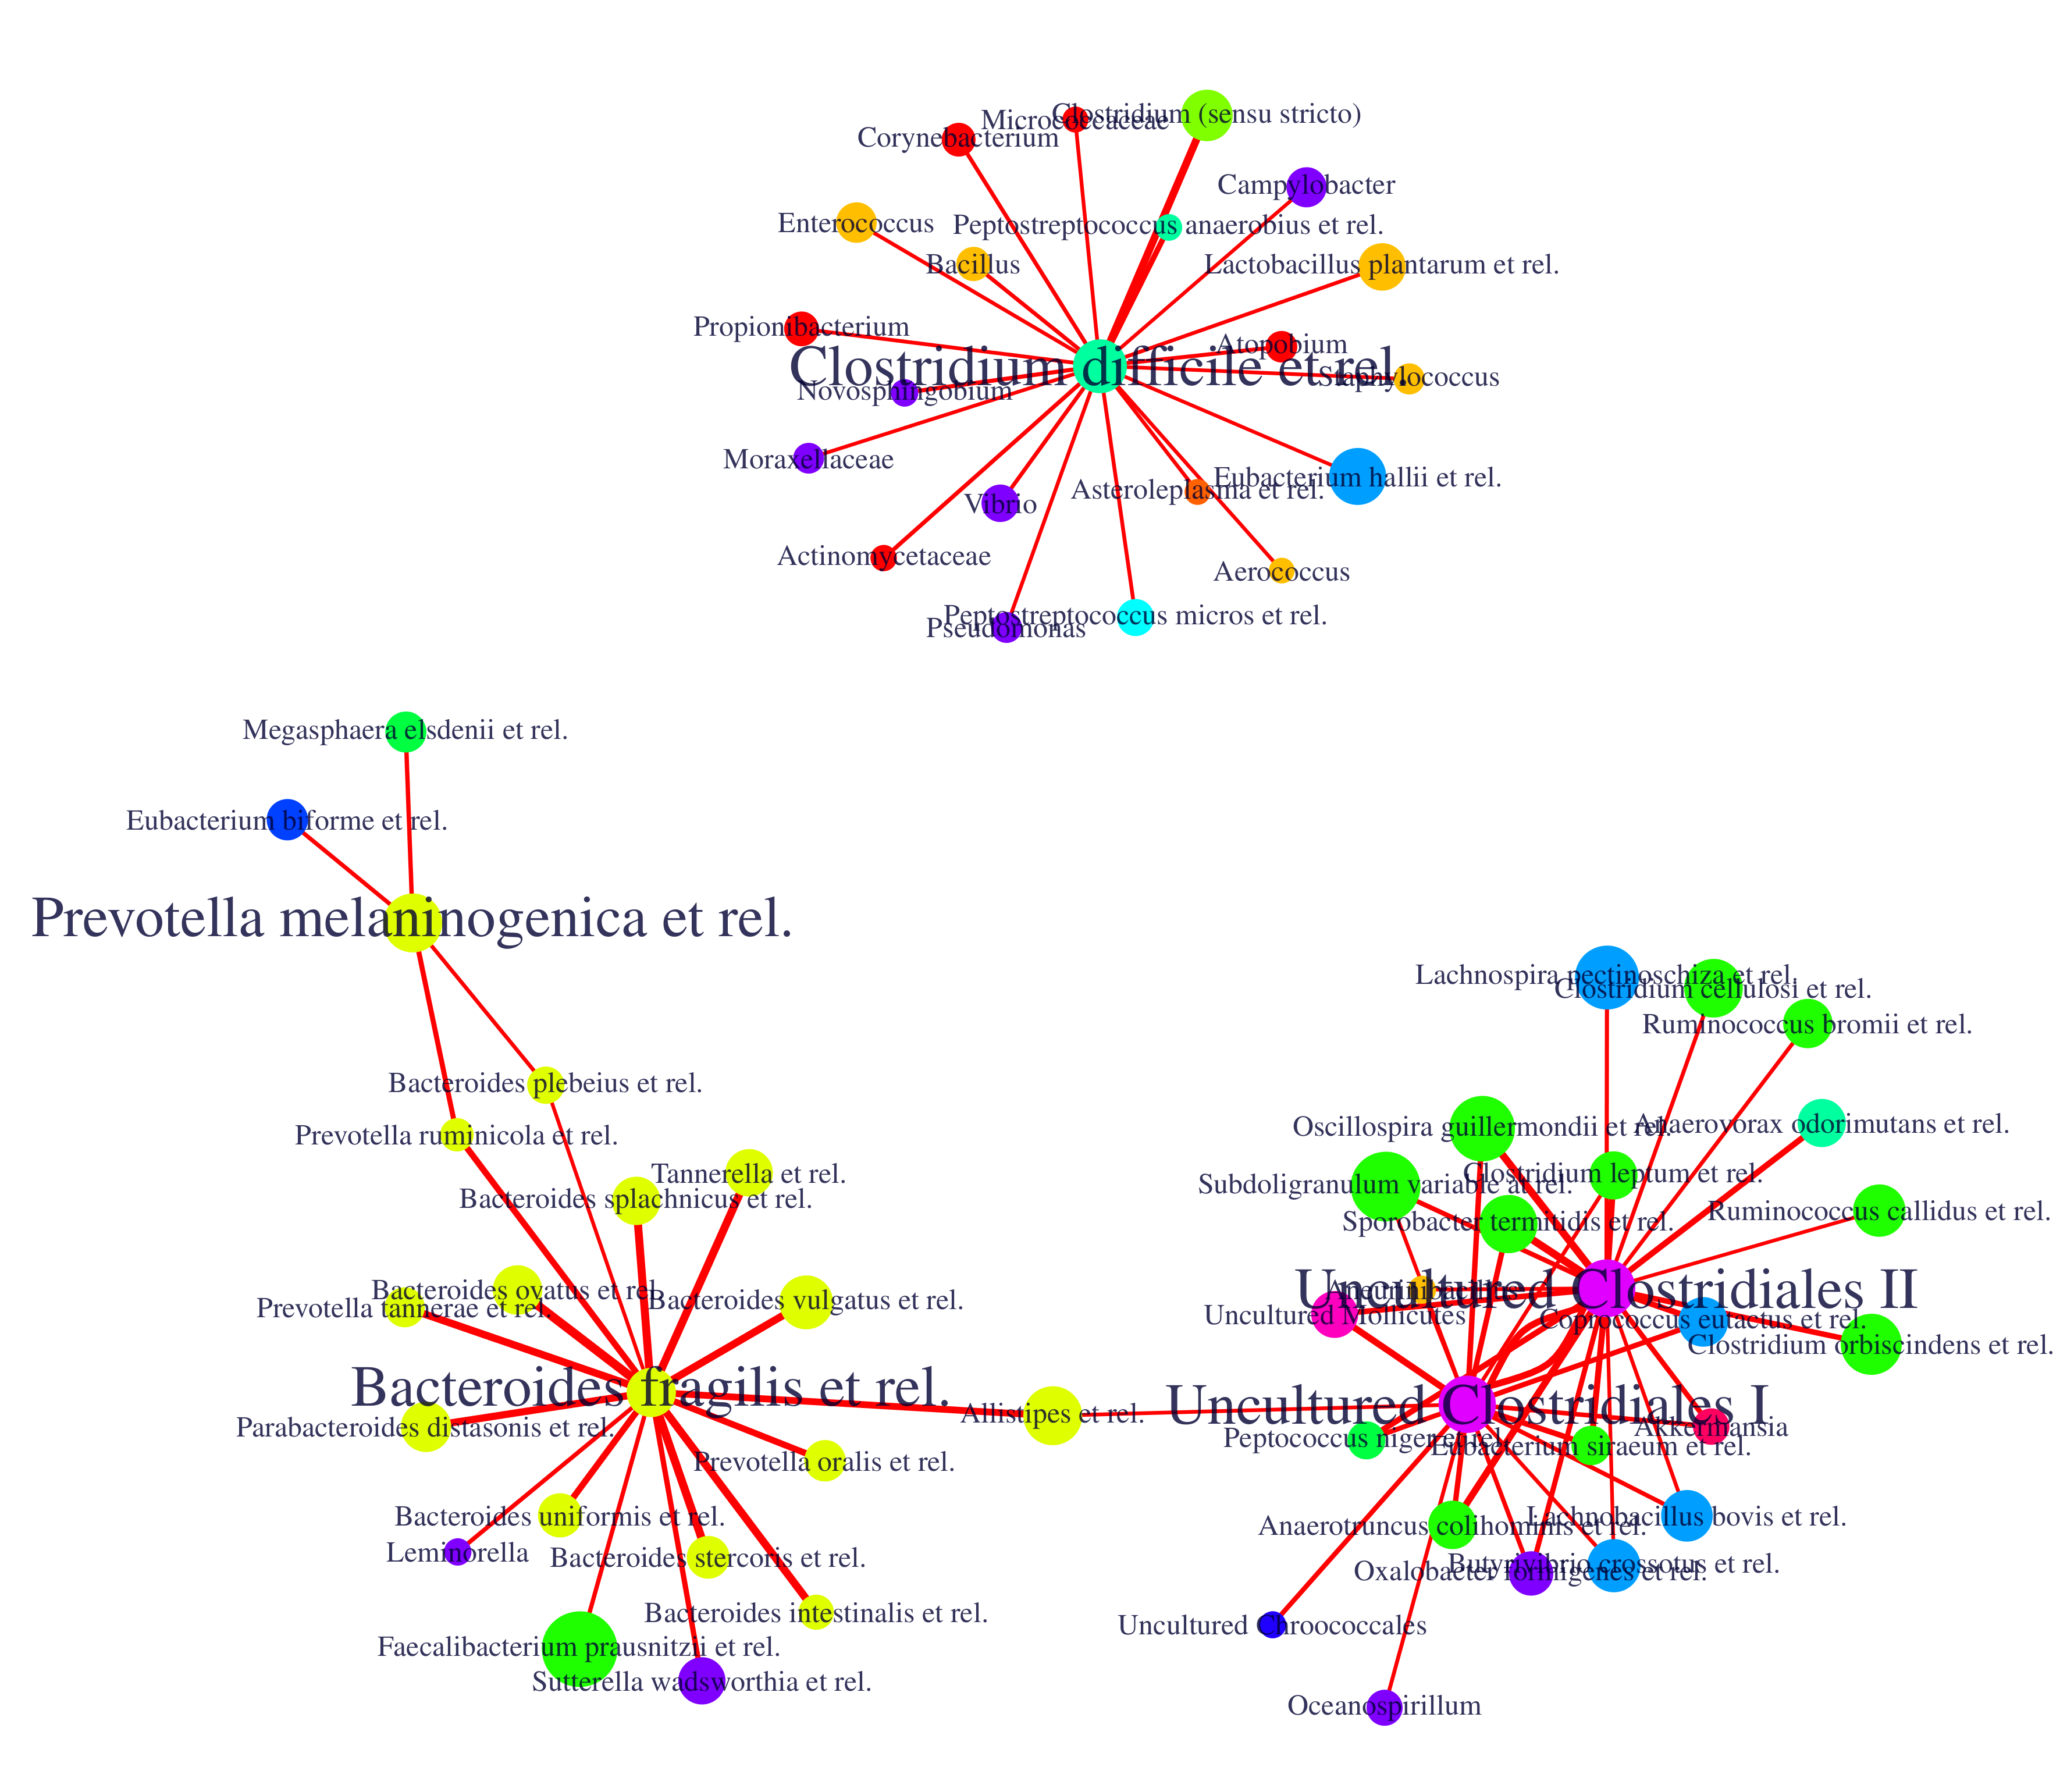 Clostridium (sensu stricto)
Micrococcaceae
Corynebacterium
Campylobacter
Enterococcus
Peptostreptococcus anaerobius et rel.
Bacillus
Lactobacillus plantarum et rel.
Propionibacterium
Atopobium
Clostridium difficile et rel.
Staphylococcus
Novosphingobium
Moraxellaceae
Eubacterium hallii et rel.
Asteroleplasma et rel.
Vibrio
Actinomycetaceae
Aerococcus
Peptostreptococcus micros et rel.
Pseudomonas
Megasphaera elsdenii et rel.
Eubacterium biforme et rel.
Prevotella melaninogenica et rel.
Bacteroides plebeius et rel.
Prevotella ruminicola et rel.
Tannerella et rel.
Bacteroides splachnicus et rel.
Bacteroides ovatus et rel.
Prevotella tannerae et rel.
Bacteroides vulgatus et rel.
Bacteroides fragilis et rel.
Parabacteroides distasonis et rel.
Allistipes et rel.
Prevotella oralis et rel.
Bacteroides uniformis et rel.
Leminorella
Bacteroides stercoris et rel.
Bacteroides intestinalis et rel.
Faecalibacterium prausnitzii et rel.
Sutterella wadsworthia et rel.
Lachnospira pectinoschiza et rel.
Clostridium cellulosi et rel.
Ruminococcus bromii et rel.
Oscillospira guillermondii et rel.
Anaerovorax odorimutans et rel.
Clostridium leptum et rel.
Subdoligranulum variable at rel.
Ruminococcus callidus et rel.
Sporobacter termitidis et rel.
Aneurinibacillus
Uncultured Clostridiales II
Uncultured Mollicutes
Coprococcus eutactus et rel.
Clostridium orbiscindens et rel.
Uncultured Clostridiales I
Akkermansia
Peptococcus niger et rel.
Eubacterium siraeum et rel.
Anaerotruncus colihominis et rel.
Lachnobacillus bovis et rel.
Butyrivibrio crossotus et rel.
Oxalobacter formigenes et rel.
Uncultured Chroococcales
Oceanospirillum